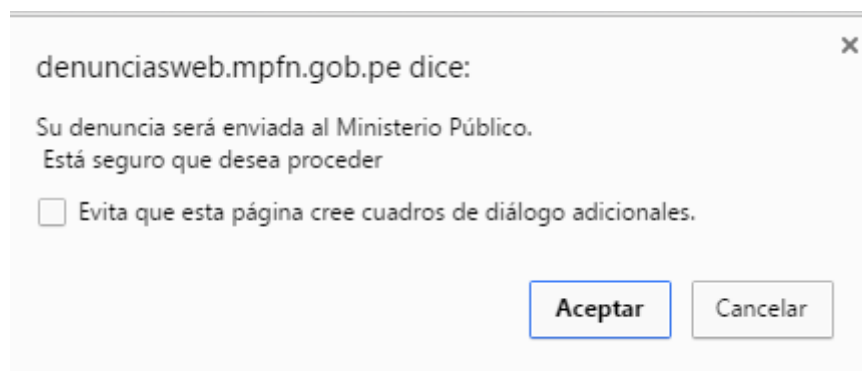 denunciasweb.mpfn.gob.pe dice:
Su denuncia será enviada al Ministerio Público.
Está seguro que desea proceder
Evita que esta página cree cuadros de diálogo adicionales.
Aceptar
Cancelar